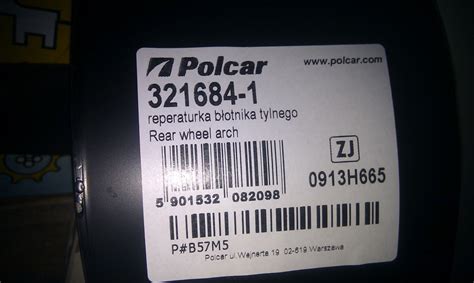 Polcar
www.polcar.com
321684-1
reperaturka błotnika tylnego
Rear wheel arch
ZJ
5 901532 082098
0913H665
P#B57M5
Polcar U.Wejnerta 19 02-619 Warszawa